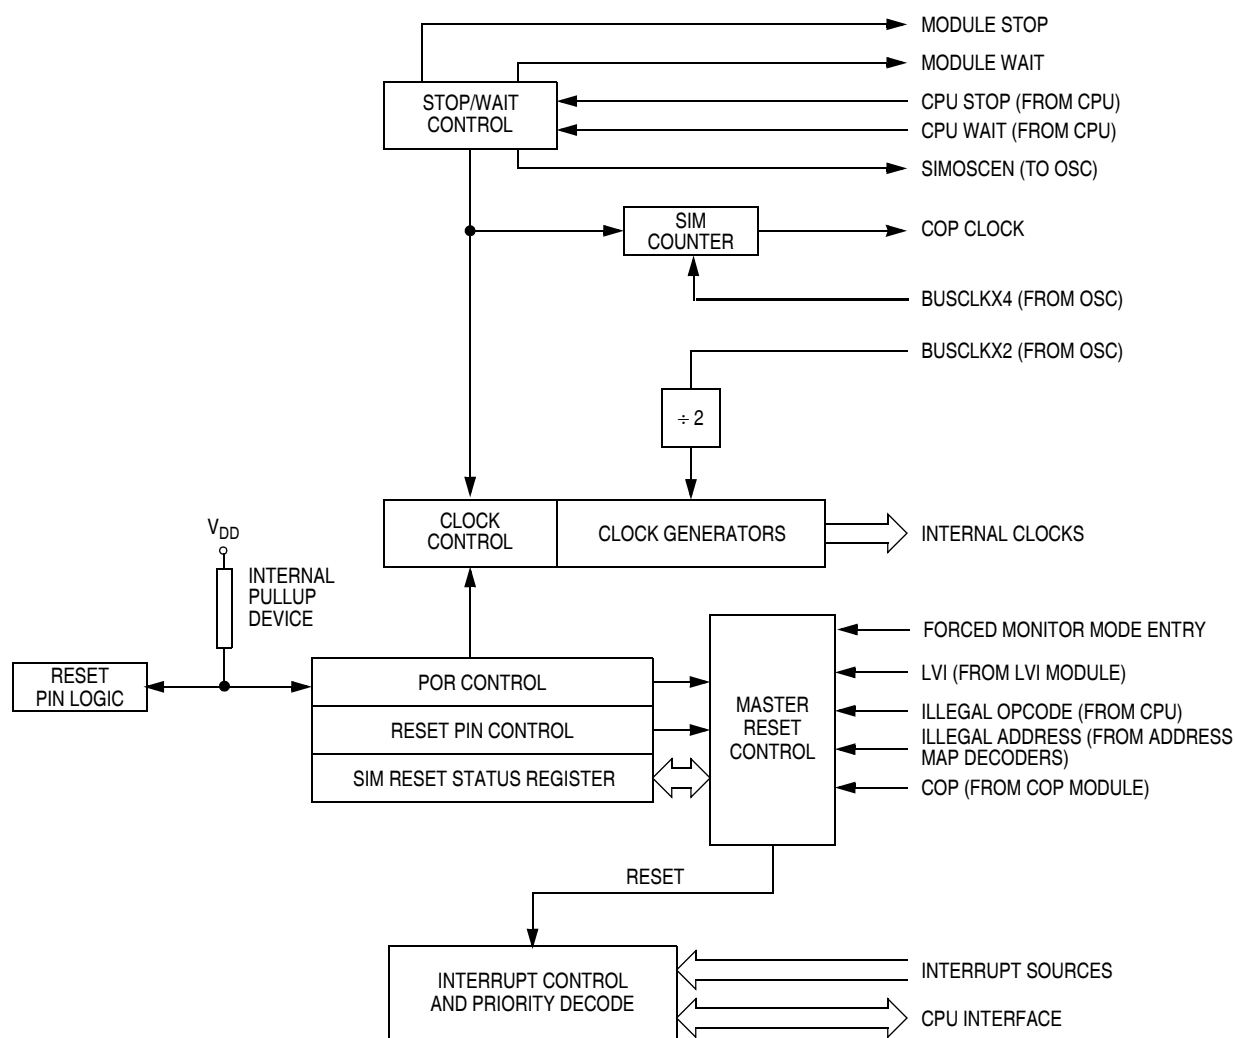 MODULE STOP
MODULE WAIT
STOP/WAIT
CONTROL
CPU STOP (FROM CPU)
CPU WAIT (FROM CPU)
SIMOSCEN (TO OSC)
SIM
COUNTER
COP CLOCK
BUSCLKX4 (FROM OSC)
BUSCLKX2 (FROM OSC)
÷ 2
CLOCK
CONTROL
CLOCK GENERATORS
INTERNAL CLOCKS
VDD
INTERNAL
PULLUP
DEVICE
RESET
PIN LOGIC
POR CONTROL
RESET PIN CONTROL
SIM RESET STATUS REGISTER
MASTER
RESET
CONTROL
FORCED MONITOR MODE ENTRY
LVI (FROM LVI MODULE)
ILLEGAL OPCODE (FROM CPU)
ILLEGAL ADDRESS (FROM ADDRESS
MAP DECODERS)
COP (FROM COP MODULE)
RESET
INTERRUPT CONTROL
AND PRIORITY DECODE
INTERRUPT SOURCES
CPU INTERFACE